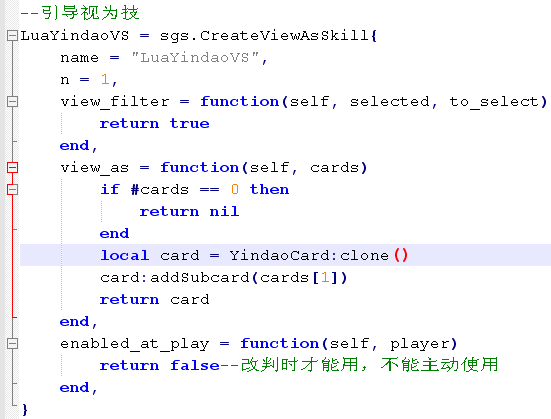 --引导视为技
LuaYindaoVS = sgs.CreateViewAsSkill{
    name = "LuaYindaoVS",
    n = 1,
    view_filter = function(self, selected, to_select)
        return true
    end,
    view_as = function(self, cards)
        if #cards == 0 then
            return nil
        end
        local card = YindaoCard:clone()
        card:addSubcard(cards[1])
        return card
    end,
    enabled_at_play = function(self, player)
        return false--改判时才能用，不能主动使用
    end,
}